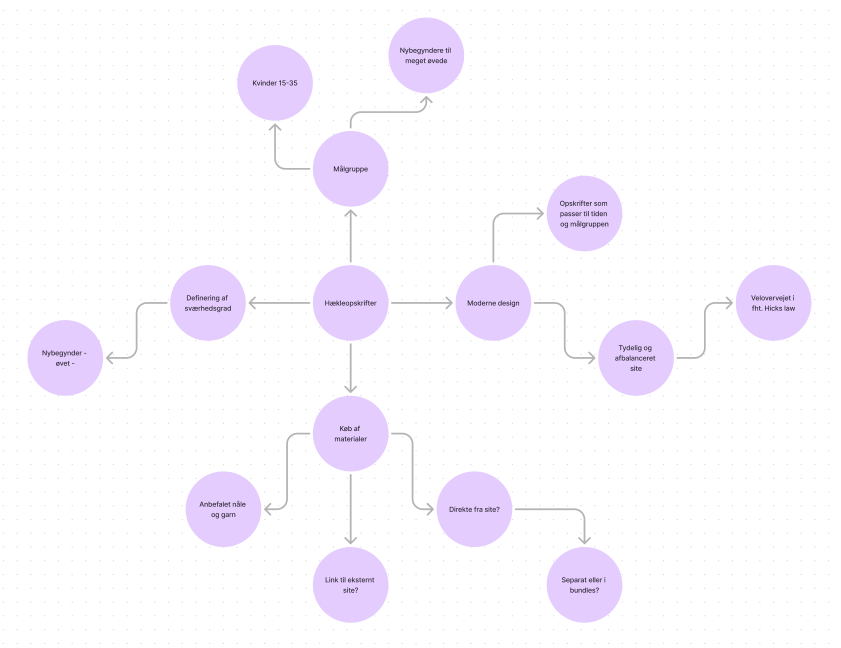 Nybegyndere til
meget øvede
Kvinder 15-35
Målgruppe
Opskrifter som
passer til tiden
og målgruppen
Definering af
sværhedsgrad
Hækleopskrifter
Moderne design
Velovervejet i
fht. Hicks law
Nybegynder -
øvet -
Tydelig og
afbalanceret
site
Køb af
materialer
Anbefalet nåle
og garn
Direkte fra site?
Link til eksternt
site?
Separat eller i
bundles?